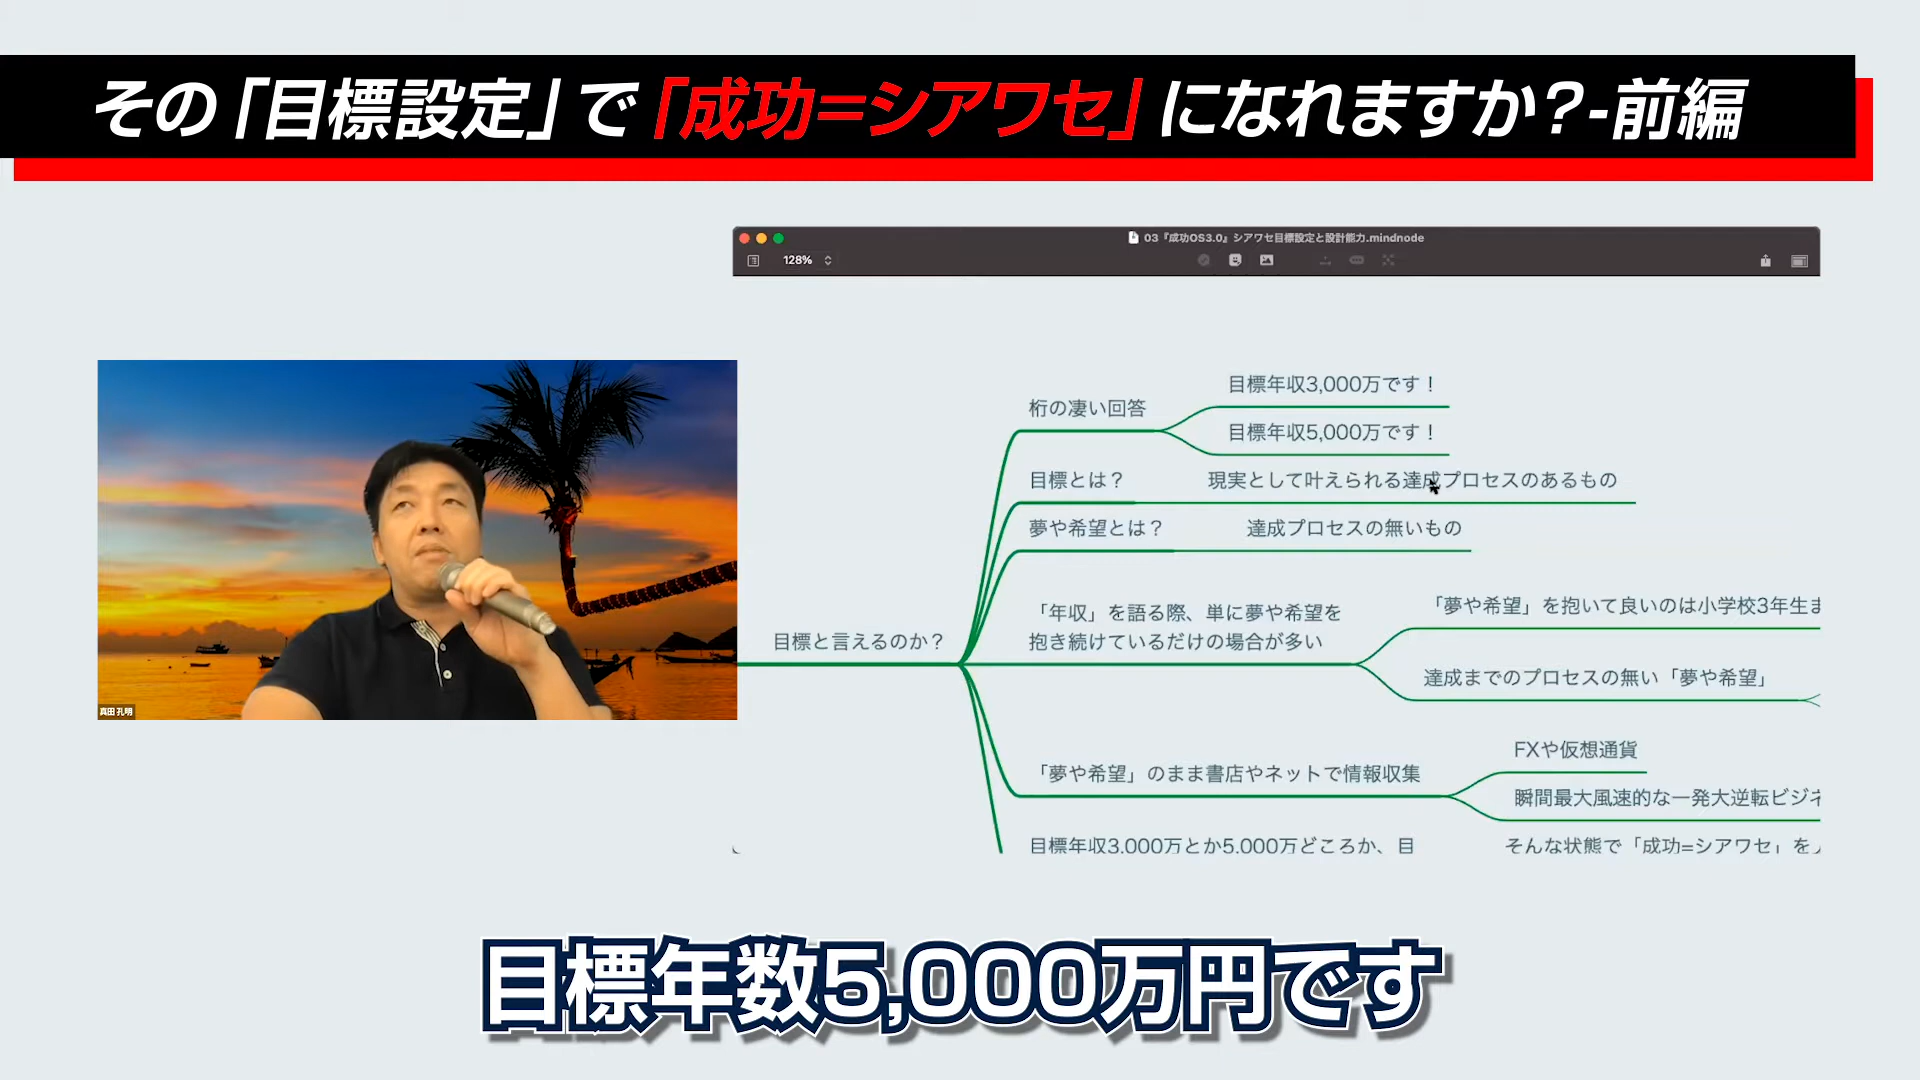 その「目標設定」で「成功=シアワセ」になれますか?-前編
03『成功OS3.0』シアワセ目標設定と設計能力.mindnode
128%
目標年収3,000万です!
桁の凄い回答
目標年収5,000万です!
目標とは?
現実として叶えられる達成プロセスのあるもの
夢や希望とは?
達成プロセスの無いもの
「年収」を語る際、単に夢や希望を
抱き続けているだけの場合が多い
「夢や希望」を抱いて良いのは小学校3年生ま
目標と言えるのか?
達成までのプロセスの無い「夢や希望」
FXや仮想通貨
「夢や希望」のまま書店やネットで情報収集
瞬間最大風速的な一発大逆転ビジネ
目標年収3,000万とか5,000万どころか、目
そんな状態で「成功=シアワセ」を
真田 孔明
目標年数5,000万円です